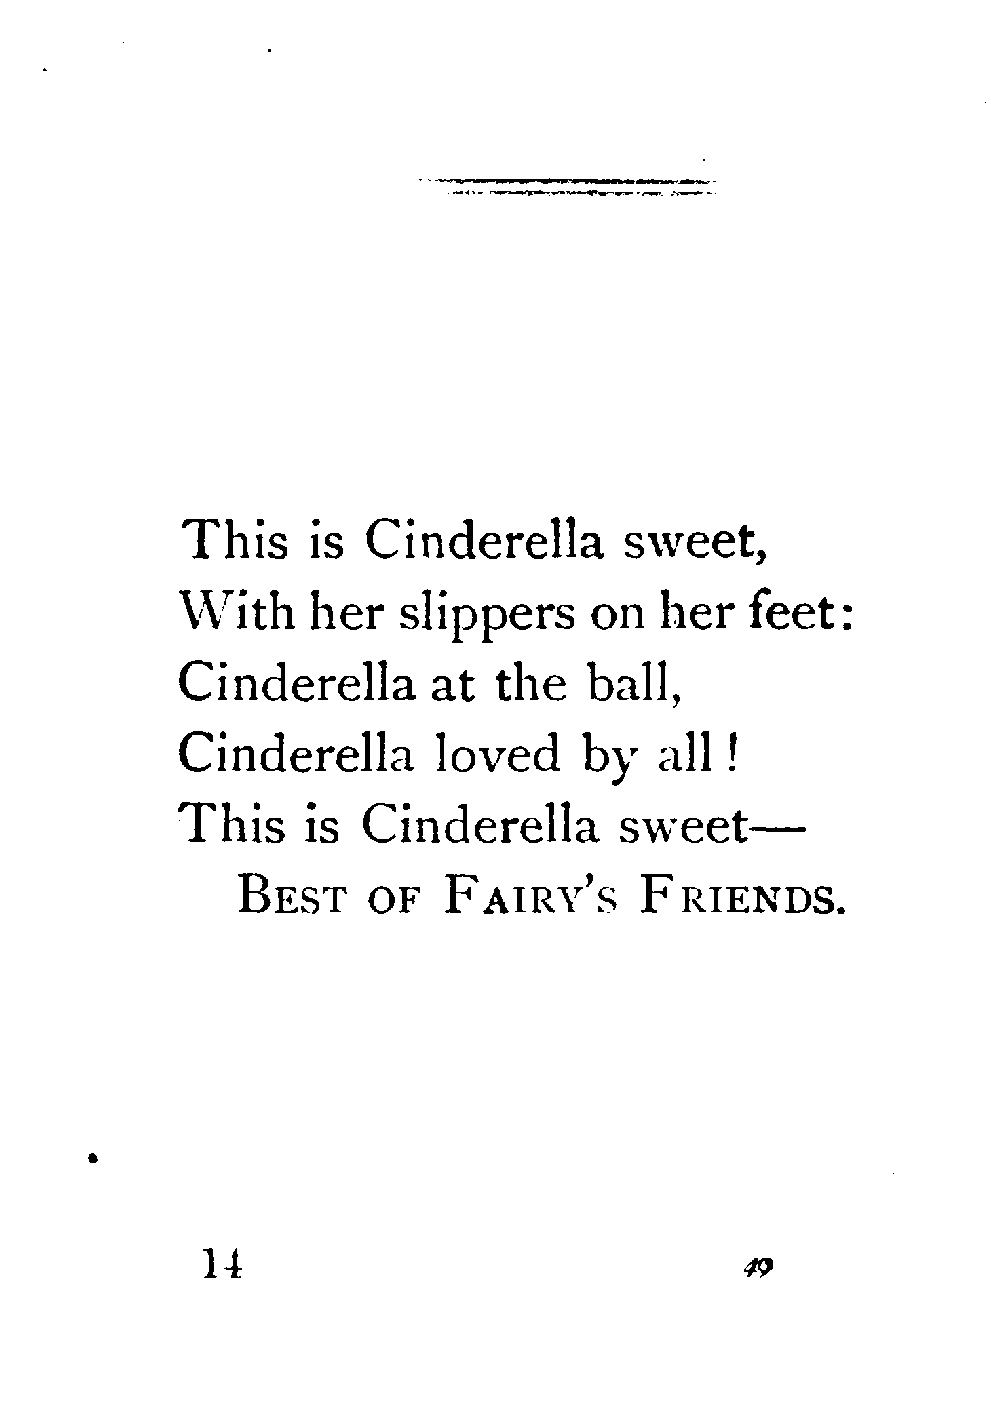 This is Cinderella sweet,
With her slippers on her feet:
Cinderella at the ball,
Cinderella loved by all !
This is Cinderella sweet—
BEST OF FAIRY'S FRIENDS.
14 49